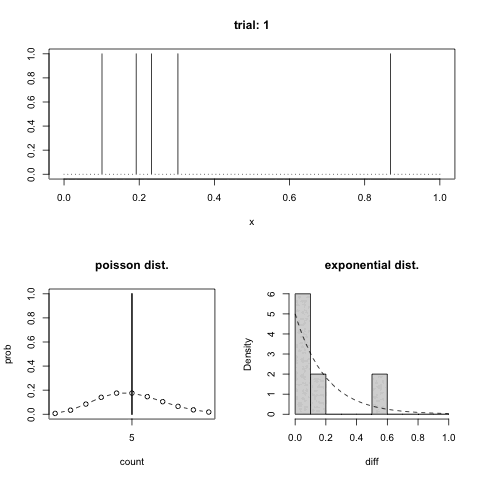 trial: 1
0.0 0.2 0.4 0.6 0.8 1.0
0.0 0.2 0.4 0.6 0.8 1.0
x
poisson dist.
prob
0.0 0.2 0.4 0.6 0.8 1.0
5
count
exponential dist.
Density
0 1 2 3 4 5 6
0.0 0.2 0.4 0.6 0.8 1.0
diff